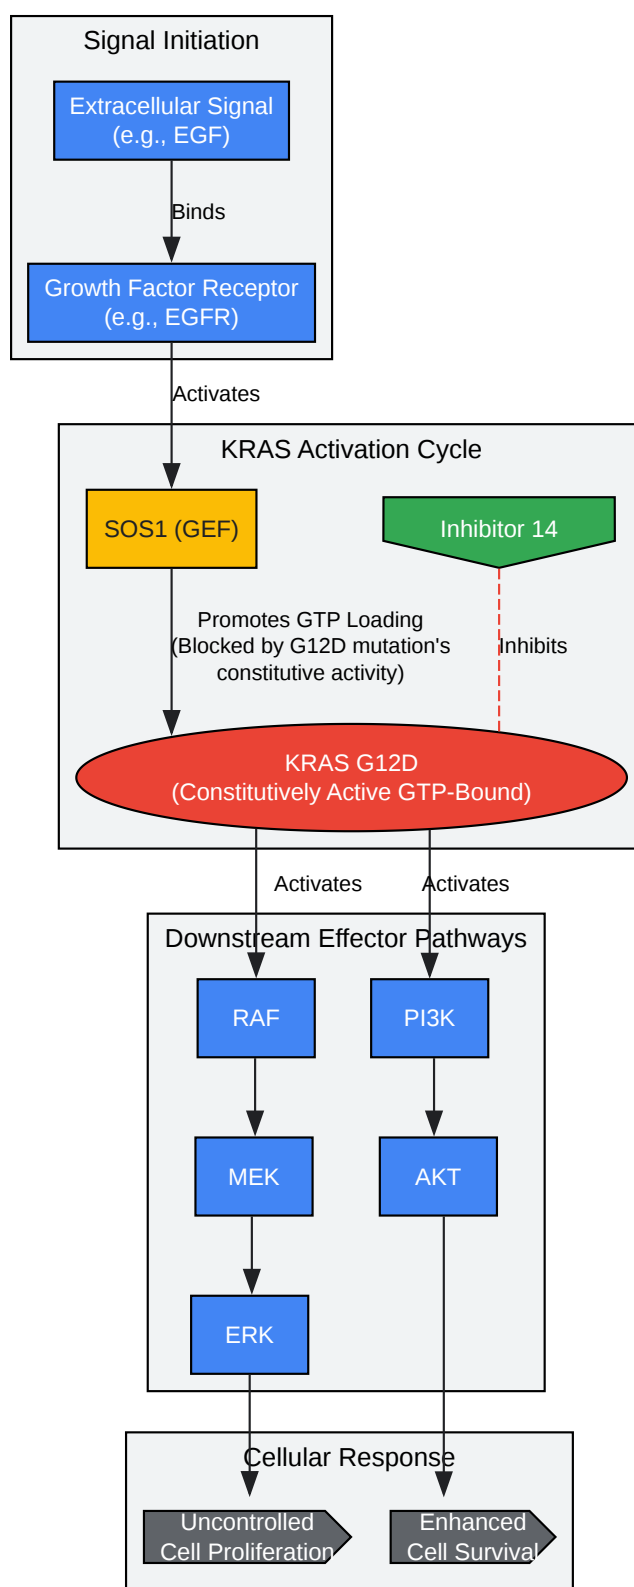 Signal Initiation
Extracellular Signal
(e.g., EGF)
Binds
Growth Factor Receptor
(e.g., EGFR)
Activates
KRAS Activation Cycle
SOS1 (GEF)
Inhibitor 14
Promotes GTP Loading
(Blocked by G12D mutation's
constitutive activity)
Inhibits
KRAS G12D
(Constitutively Active GTP-Bound)
Activates
Activates
Downstream Effector Pathways
RAF
PI3K
MEK
AKT
ERK
Cellular Response
Uncontrolled
Cell Proliferation
Enhanced
Cell Survival